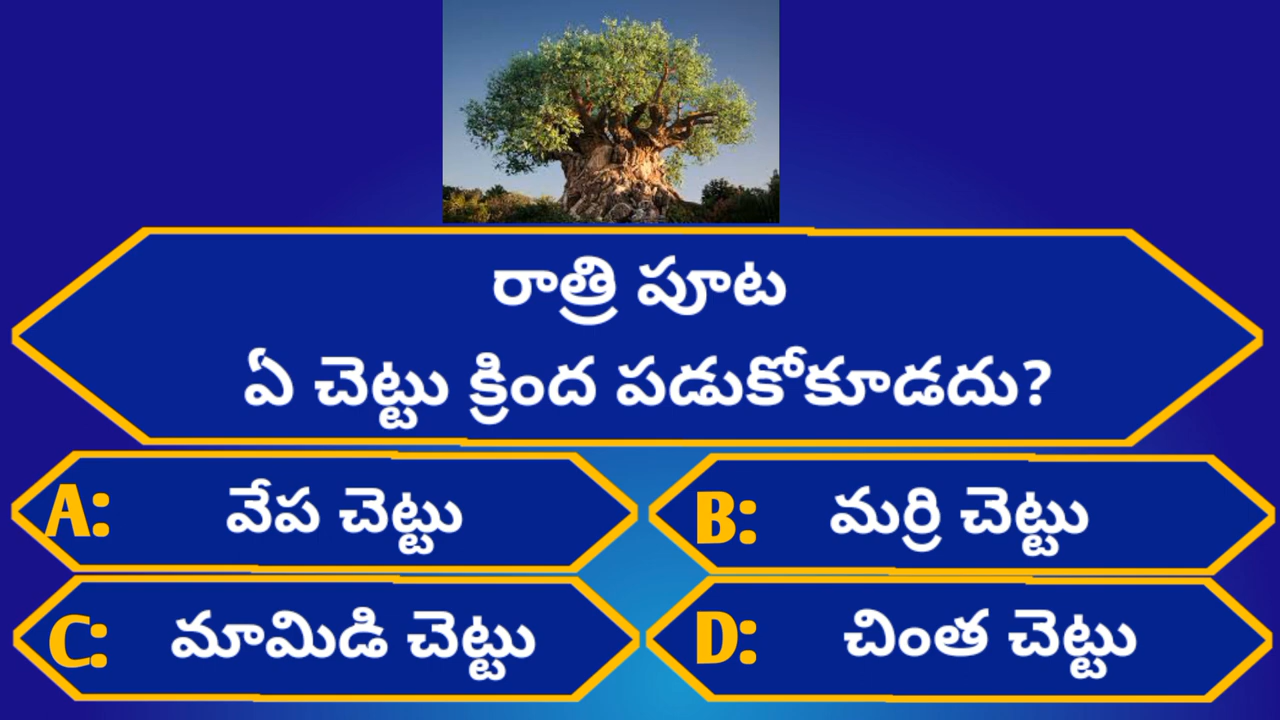 రాత్రి పూట
ఏ చెట్టు క్రింద పడుకోకూడదు?
A: వేప చెట్టు
B: మర్రి చెట్టు
C: మామిడి చెట్టు
D: చింత చెట్టు